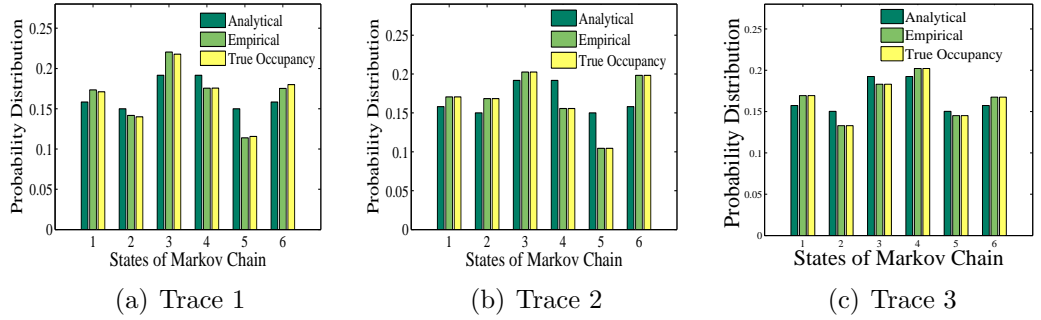 Probability Distribution
0.25
0.2
0.15
0.1
0.05
0
Analytical
Empirical
True Occupancy
1 2 3 4 5 6
States of Markov Chain
(a) Trace 1
Probability Distribution
0.25
0.2
0.15
0.1
0.05
0
Analytical
Empirical
True Occupancy
1 2 3 4 5 6
States of Markov Chain
(b) Trace 2
Probability Distribution
0.25
0.2
0.15
0.1
0.05
0
Analytical
Empirical
True Occupancy
1 2 3 4 5 6
States of Markov Chain
(c) Trace 3